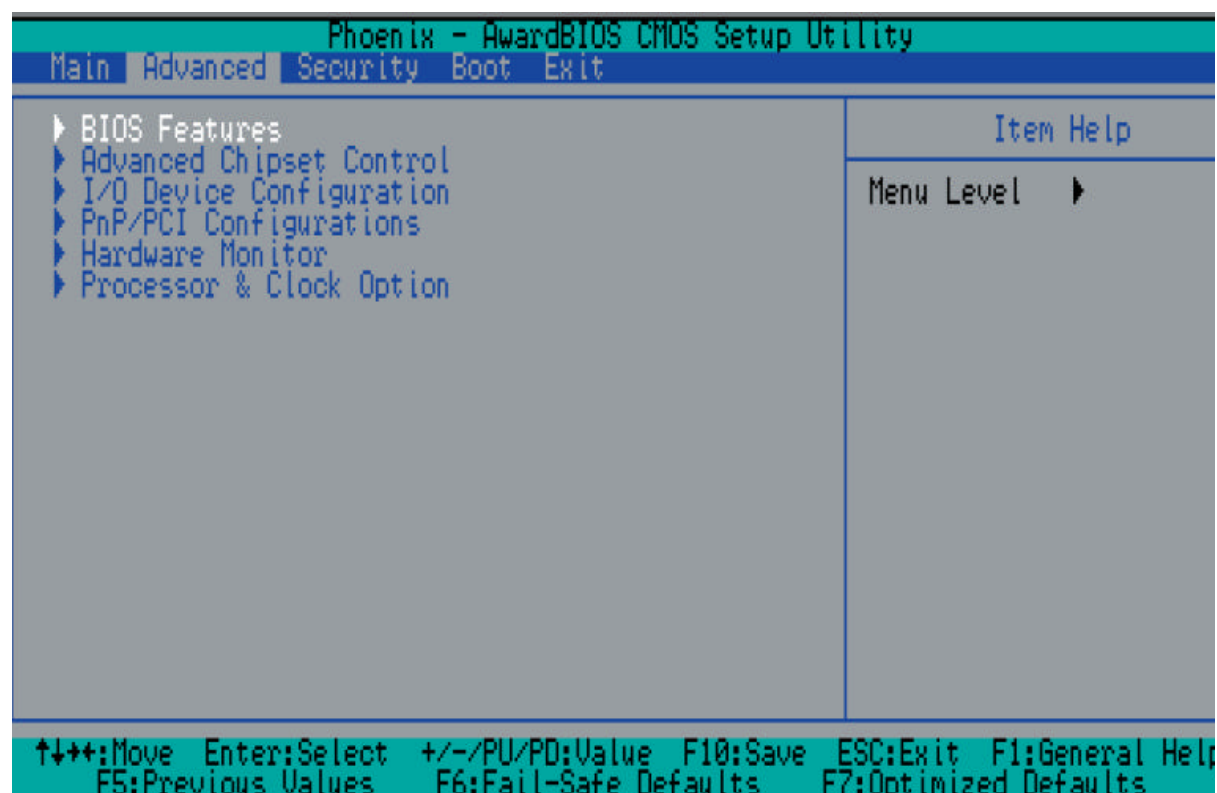 Phoenix - AwardBIOS CMOS Setup Utility
Main Advanced Security Boot Exit
BIOS Features
Advanced Chipset Control
I/O Device Configuration
PnP/PCI Configurations
Hardware Monitor
Processor & Clock Option
Item Help
Menu Level
↑↓→←:Move Enter:Select +/-/PU/PD:Value F10:Save ESC:Exit F1:General Help
F5:Previous Values F6:Fail-Safe Defaults F7:Optimized Defaults